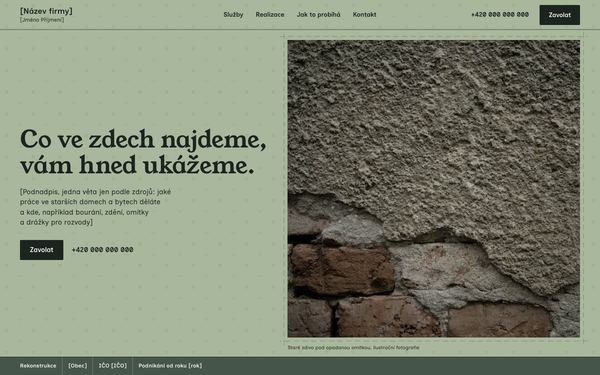 [Název firmy]
[Jméno Příjmení]
Služby
Realizace
Jak to probíhá
Kontakt
+420 000 000 000
Zavolat
Co ve zdech najdeme,
vám hned ukážeme.
[Podnadpis, jedna věta jen podle zdrojů: jaké
práce ve starších domech a bytech děláte
a kde, například bourání, zdění, omítky
a drážky pro rozvody]
Zavolat
+420 000 000 000
Staré zdivo pod opadanou omítkou, ilustrační fotografie
Rekonstrukce
[Obec]
IČO [IČO]
Podnikání od roku [rok]